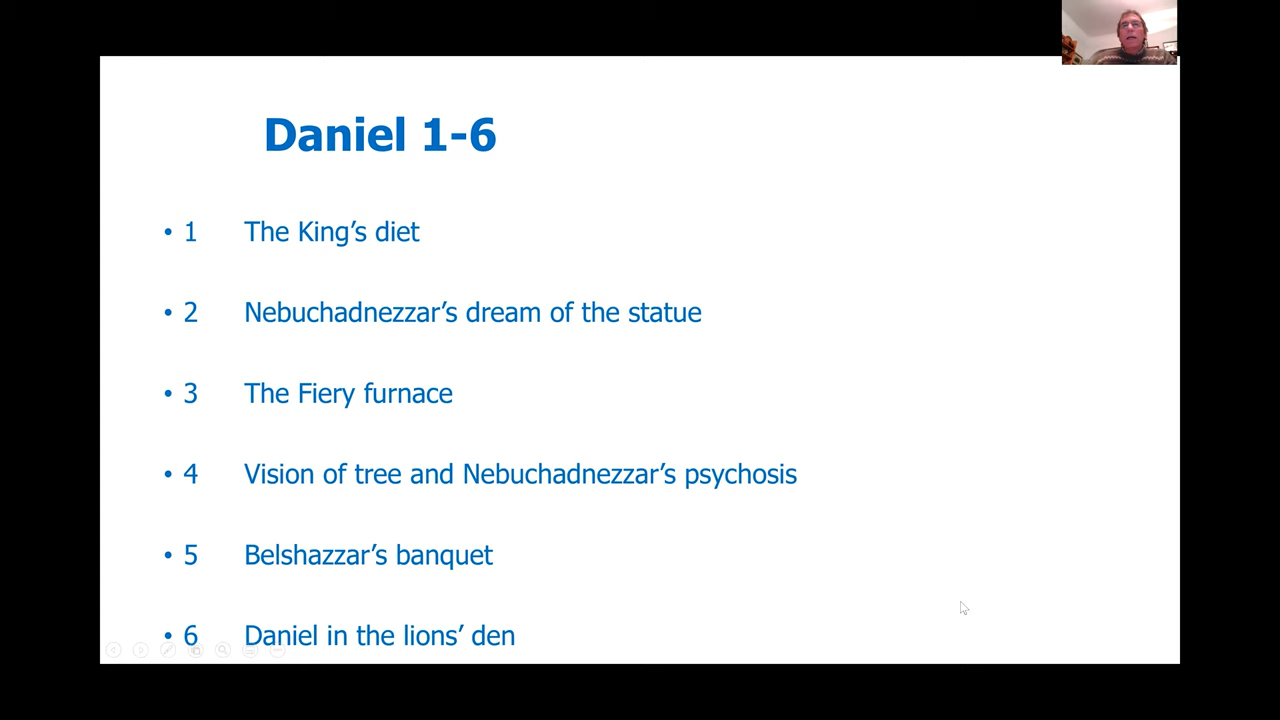 Daniel 1-6
• 1 The King’s diet
• 2 Nebuchadnezzar’s dream of the statue
• 3 The Fiery furnace
• 4 Vision of tree and Nebuchadnezzar’s psychosis
• 5 Belshazzar’s banquet
• 6 Daniel in the lions’ den